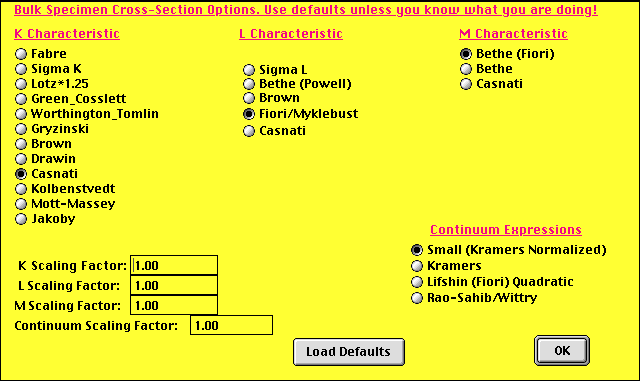 Bulk Specimen Cross-Section Options. Use defaults unless you know what you are doing!
K Characteristic
Fabre
Sigma K
Lotz*1.25
Green_Cosslett
Worthington_Tomlin
Gryzinski
Brown
Drawin
Casnati
Kolbenstvedt
Mott-Massey
Jakoby
L Characteristic
Sigma L
Bethe (Powell)
Brown
Fiori/Myklebust
Casnati
M Characteristic
Bethe (Fiori)
Bethe
Casnati
Continuum Expressions
Small (Kramers Normalized)
Kramers
Lifshin (Fiori) Quadratic
Rao-Sahib/Wittry
K Scaling Factor: 1.00
L Scaling Factor: 1.00
M Scaling Factor: 1.00
Continuum Scaling Factor: 1.00
Load Defaults
OK